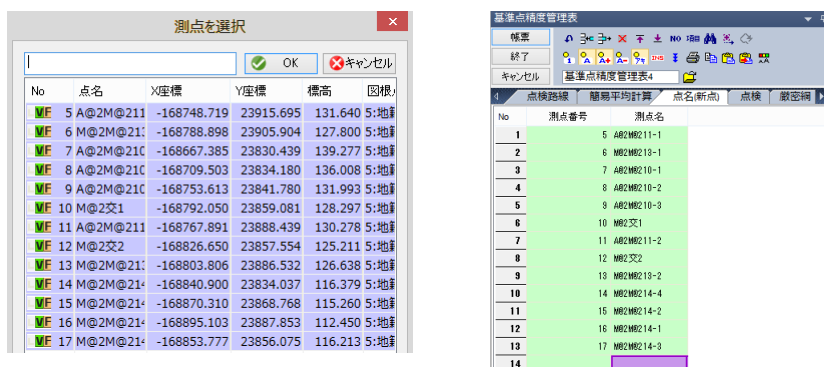 測点を選択
OK キャンセル
No 点名 X座標 Y座標 標高 図根
VF 5 A@2M@211 -168748.719 23915.695 131.640 5:地
VF 6 M@2M@21 -168788.898 23905.904 127.800 5:地
VF 7 A@2M@210 -168667.385 23830.439 139.277 5:地
VF 8 A@2M@210 -168709.503 23834.180 136.008 5:地
VF 9 A@2M@210 -168753.613 23841.780 131.993 5:地
VF 10 M@2交1 -168792.050 23859.081 128.297 5:地
VF 11 A@2M@211 -168767.891 23888.439 130.278 5:地
VF 12 M@2交2 -168826.650 23857.554 125.211 5:地
VF 13 M@2M@21 -168803.806 23886.532 126.638 5:地
VF 14 M@2M@214 -168840.900 23834.037 116.379 5:地
VF 15 M@2M@214 -168870.310 23868.768 115.260 5:地
VF 16 M@2M@214 -168895.103 23887.853 112.450 5:地
VF 17 M@2M@214 -168853.777 23856.075 116.213 5:地
基準点精度管理表
帳票
終了
キャンセル 基準点精度管理表4
点検路線 簡易平均計算 点名(新点) 点検 厳密網
No 測点番号 測点名
1 5 A@2M@211-1
2 6 M@2M@213-1
3 7 A@2M@210-1
4 8 A@2M@210-2
5 9 A@2M@210-3
6 10 M@2交1
7 11 A@2M@211-2
8 12 M@2交2
9 13 M@2M@213-2
10 14 M@2M@214-4
11 15 M@2M@214-2
12 16 M@2M@214-1
13 17 M@2M@214-3
14